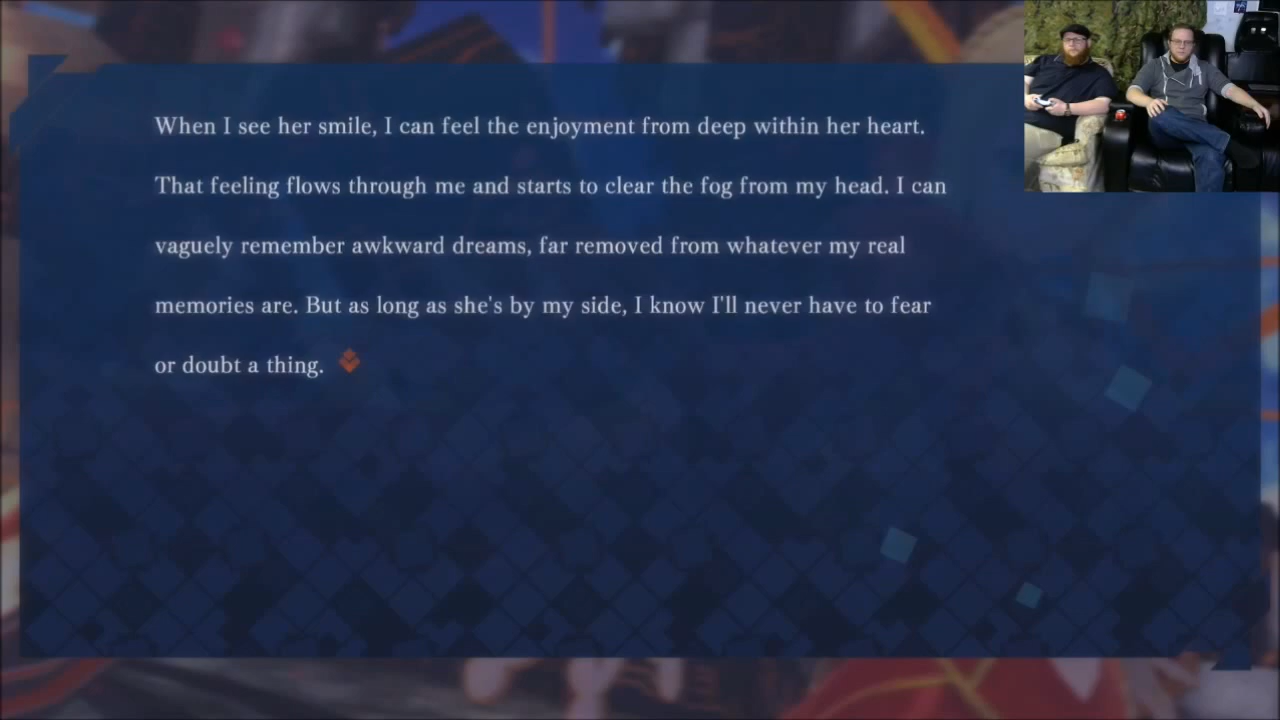 When I see her smile, I can feel the enjoyment from deep within her heart.
That feeling flows through me and starts to clear the fog from my head. I can
vaguely remember awkward dreams, far removed from whatever my real
memories are. But as long as she's by my side, I know I'll never have to fear
or doubt a thing.